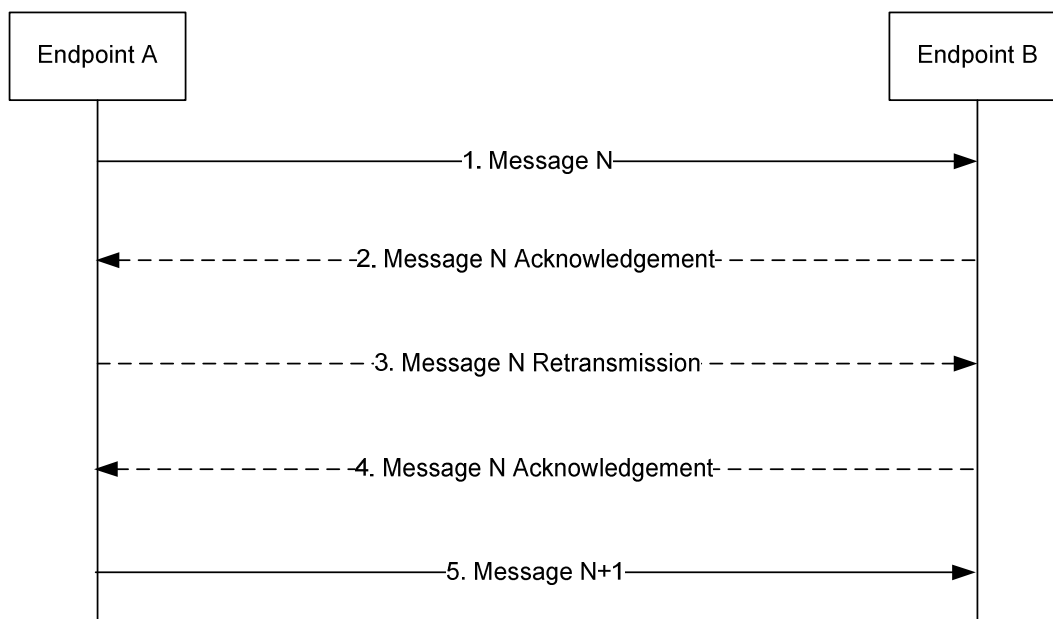 Endpoint A
Endpoint B
1. Message N
2. Message N Acknowledgement
3. Message N Retransmission
4. Message N Acknowledgement
5. Message N+1